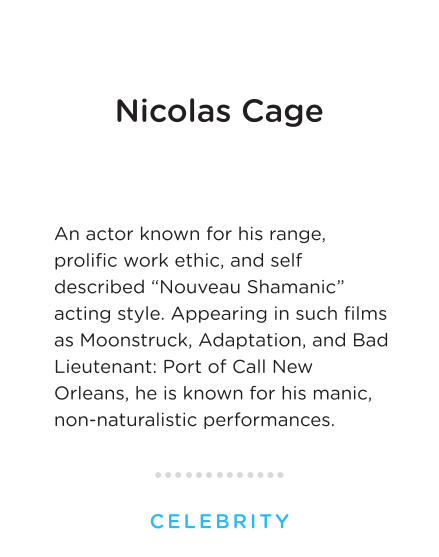 Nicolas Cage
An actor known for his range,
prolific work ethic, and self
described “Nouveau Shamanic”
acting style. Appearing in such films
as Moonstruck, Adaptation, and Bad
Lieutenant: Port of Call New
Orleans, he is known for his manic,
non-naturalistic performances.
CELEBRITY